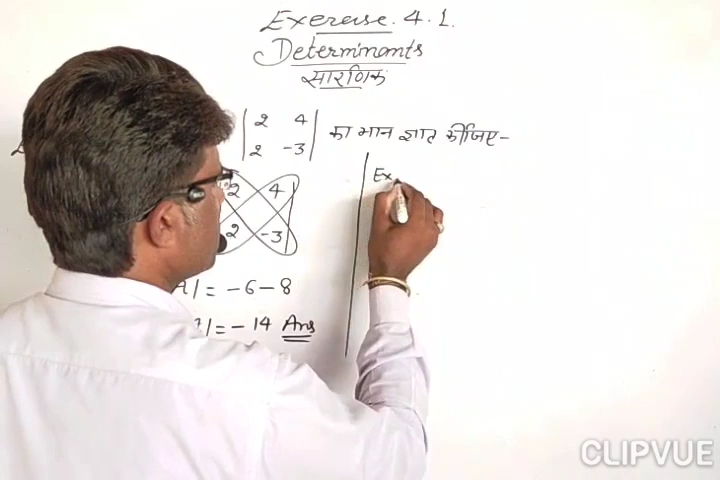 Exercise. 4.1.
Determinants
सारणिक
| 2 4 | का मान ज्ञात कीजिए -
| 2 -3 |
2 4 |
2 -3 |
A| = -6 - 8
| = - 14 Ans
Ex
CLIPVUE